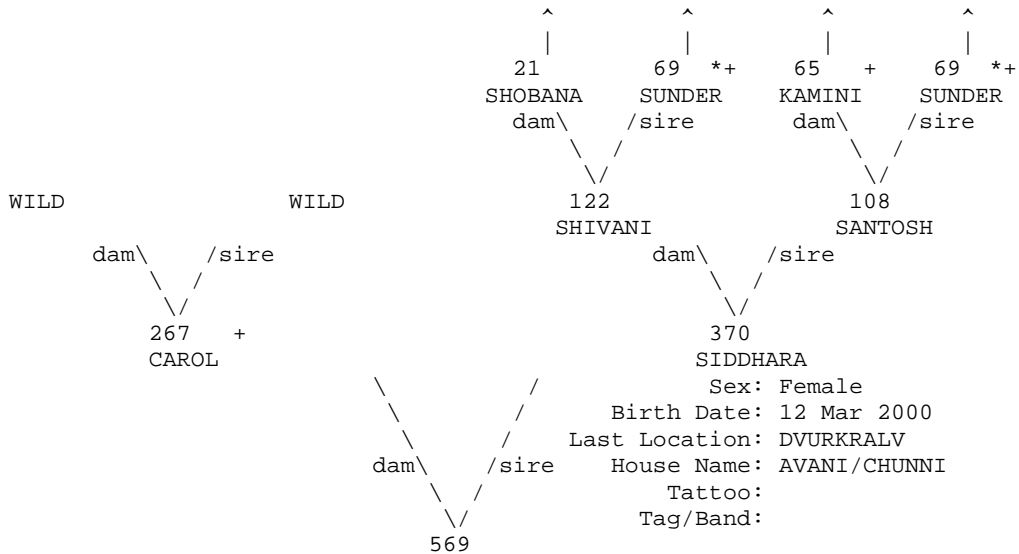 ^ ^ ^ ^
| | | |
21 69 *+ 65 + 69 *+
SHOBANA SUNDER KAMINI SUNDER
dam\ /sire dam\ /sire
\ / \ /
\/ \/
WILD WILD 122 108
SHIVANI SANTOSH
dam\ /sire dam\ /sire
\ / \ /
\/ \/
267 + 370
CAROL SIDDHARA
\ / Sex: Female
\ / Birth Date: 12 Mar 2000
\ / Last Location: DVURKRALV
dam\ /sire House Name: AVANI/CHUNNI
\ / Tattoo:
\/ Tag/Band:
569